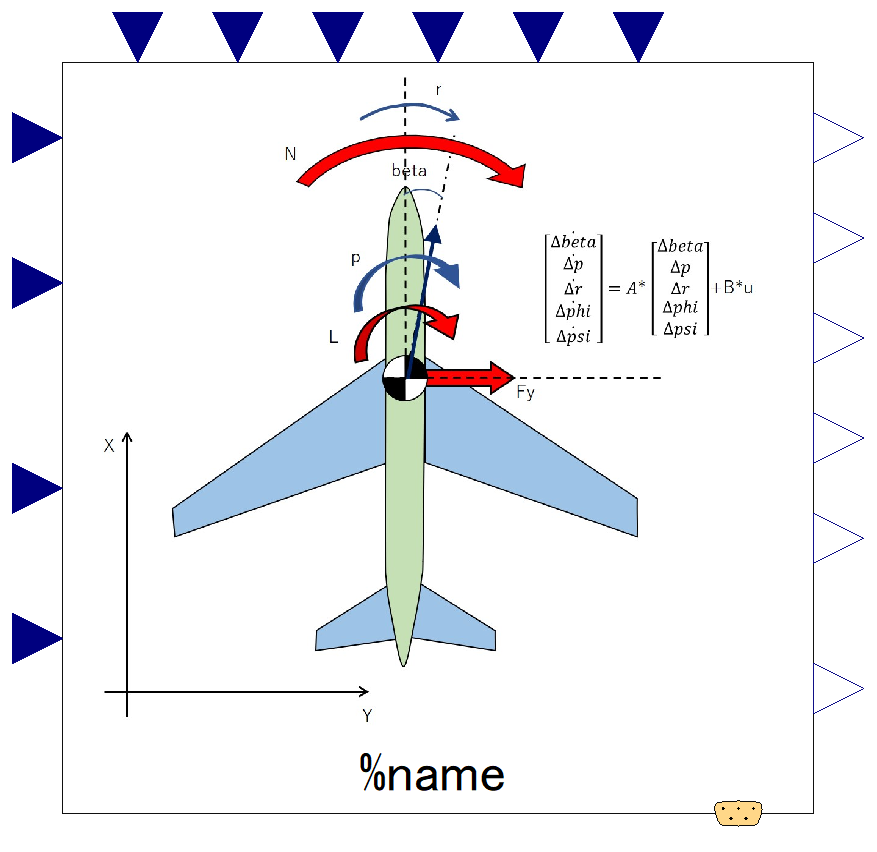 r
N
beta
p
L
Fy
X
Y
Δbeta˙
Δp˙
Δr˙
Δphi˙
Δpsi˙
= A*
Δbeta
Δp
Δr
Δphi
Δpsi
+B*u
%name